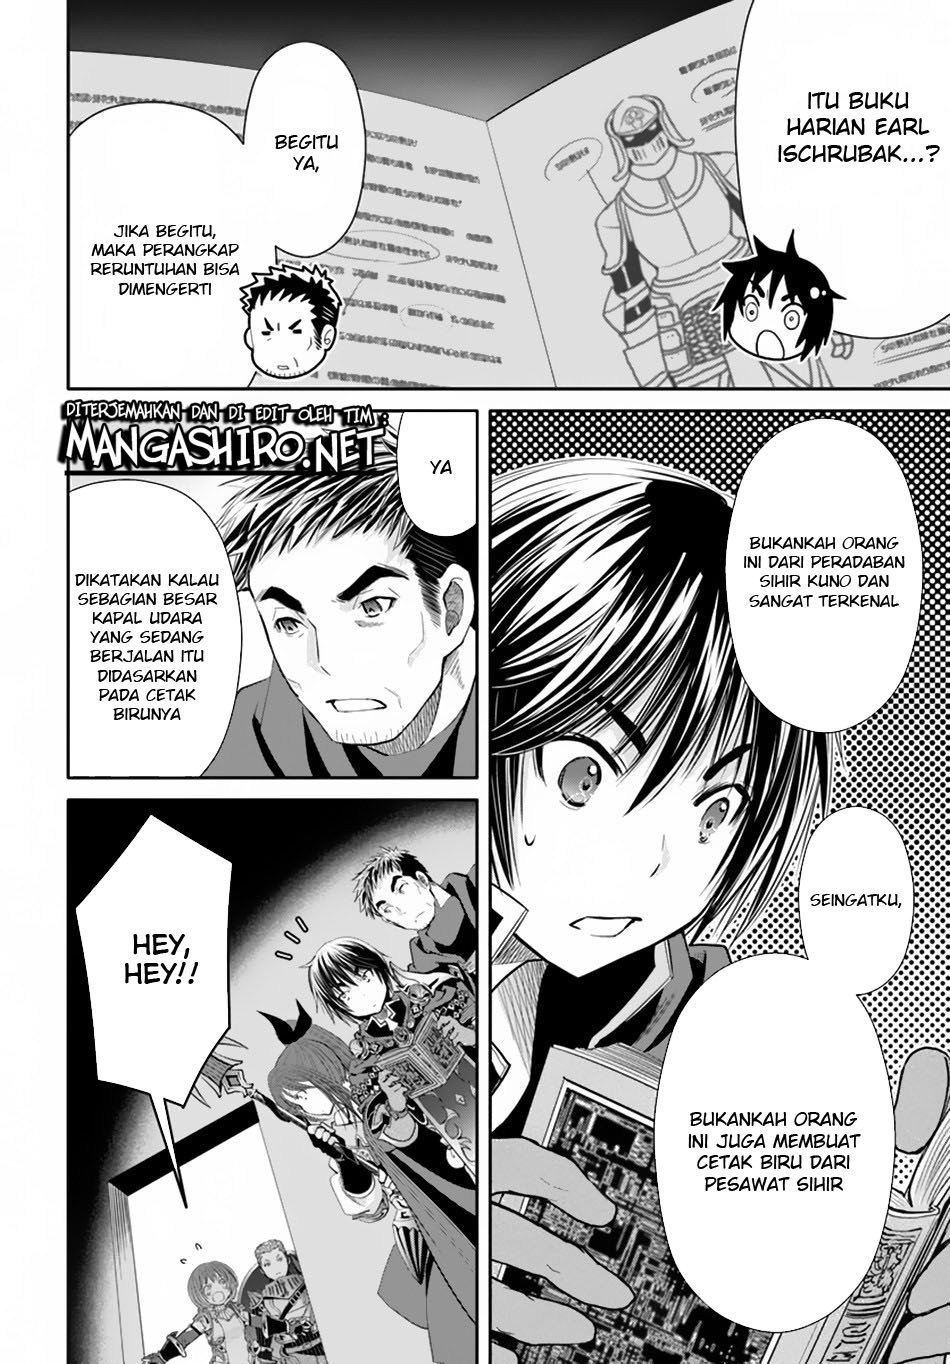 ITU BUKU
HARIAN EARL
ISCHRUBAK...?
BEGITU
YA,
JIKA BEGITU,
MAKA PERANGKAP
RERUNTUHAN BISA
DIMENGERTI
BUKANKAH ORANG
INI DARI PERADABAN
SIHIR KUNO DAN
SANGAT TERKENAL
SEINGATKU,
BUKANKAH ORANG
INI JUGA MEMBUAT
CETAK BIRU DARI
PESAWAT SIHIR
DITERJEMAHKAN DAN DI EDIT OLEH TIM :
MANGASHIRO.NET
YA
DIKATAKAN KALAU
SEBAGIAN BESAR
KAPAL UDARA
YANG SEDANG
BERJALAN ITU
DIDASARKAN
PADA CETAK
BIRUNYA
HEY,
HEY!!